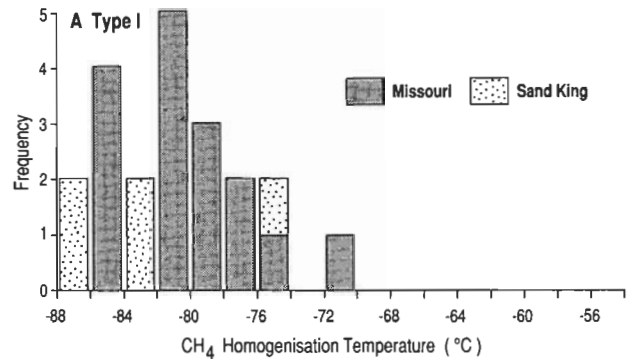 A Type I
5
4
3
2
1
0
Frequency
Missouri
Sand King
-88 -84 -80 -76 -72 -68 -64 -60 -56
CH4 Homogenisation Temperature (°C)